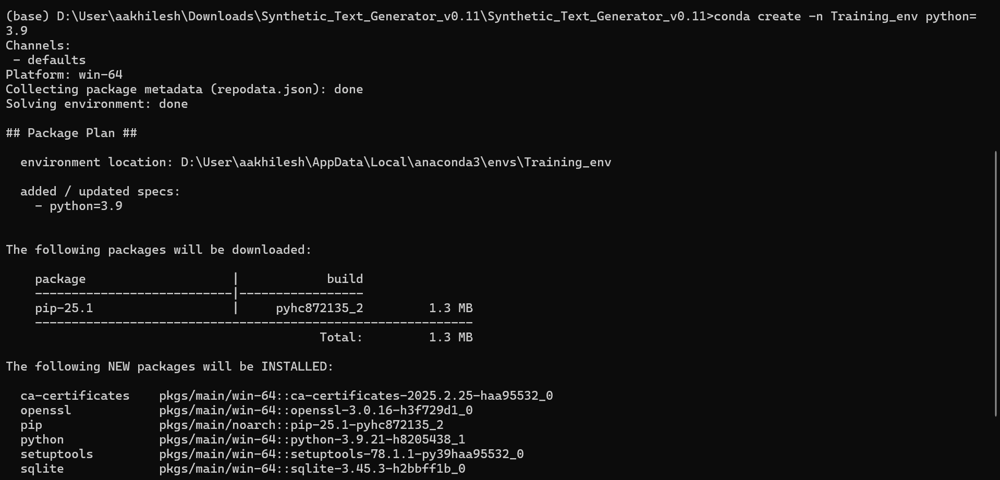 (base) D:\User\aakhilesh\Downloads\Synthetic_Text_Generator_v0.11\Synthetic_Text_Generator_v0.11>conda create -n Training_env python=
3.9
Channels:
 - defaults
Platform: win-64
Collecting package metadata (repodata.json): done
Solving environment: done

## Package Plan ##

  environment location: D:\User\aakhilesh\AppData\Local\anaconda3\envs\Training_env

  added / updated specs:
    - python=3.9


The following packages will be downloaded:

    package                    |            build
    ---------------------------|-----------------
    pip-25.1                   |     pyhc872135_2         1.3 MB
    ------------------------------------------------------------
                                           Total:         1.3 MB

The following NEW packages will be INSTALLED:

  ca-certificates    pkgs/main/win-64::ca-certificates-2025.2.25-haa95532_0
  openssl            pkgs/main/win-64::openssl-3.0.16-h3f729d1_0
  pip                pkgs/main/noarch::pip-25.1-pyhc872135_2
  python             pkgs/main/win-64::python-3.9.21-h8205438_1
  setuptools         pkgs/main/win-64::setuptools-78.1.1-py39haa95532_0
  sqlite             pkgs/main/win-64::sqlite-3.45.3-h2bbff1b_0